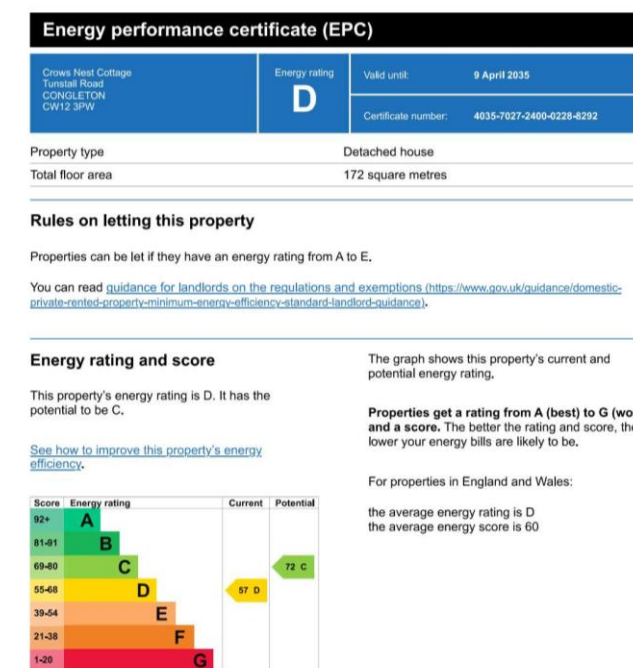 Energy performance certificate (EPC)
Crows Nest Cottage
Tunstall Road
CONGLETON
CW12 3PW
Energy rating
D
Valid until:
9 April 2035
Certificate number:
4035-7027-2400-0228-8292
Property type
Detached house
Total floor area
172 square metres
Rules on letting this property
Properties can be let if they have an energy rating from A to E.
You can read guidance for landlords on the regulations and exemptions (https://www.gov.uk/guidance/domestic-
private-rented-property-minimum-energy-efficiency-standard-landlord-guidance).
Energy rating and score
This property's energy rating is D. It has the
potential to be C.
See how to improve this property's energy
efficiency.
Score Energy rating Current Potential
92+ A
81-91 B
69-80 C 72 C
55-68 D 57 D
39-54 E
21-38 F
1-20 G
The graph shows this property's current and
potential energy rating.
Properties get a rating from A (best) to G (wo
and a score. The better the rating and score, the
lower your energy bills are likely to be.
For properties in England and Wales:
the average energy rating is D
the average energy score is 60